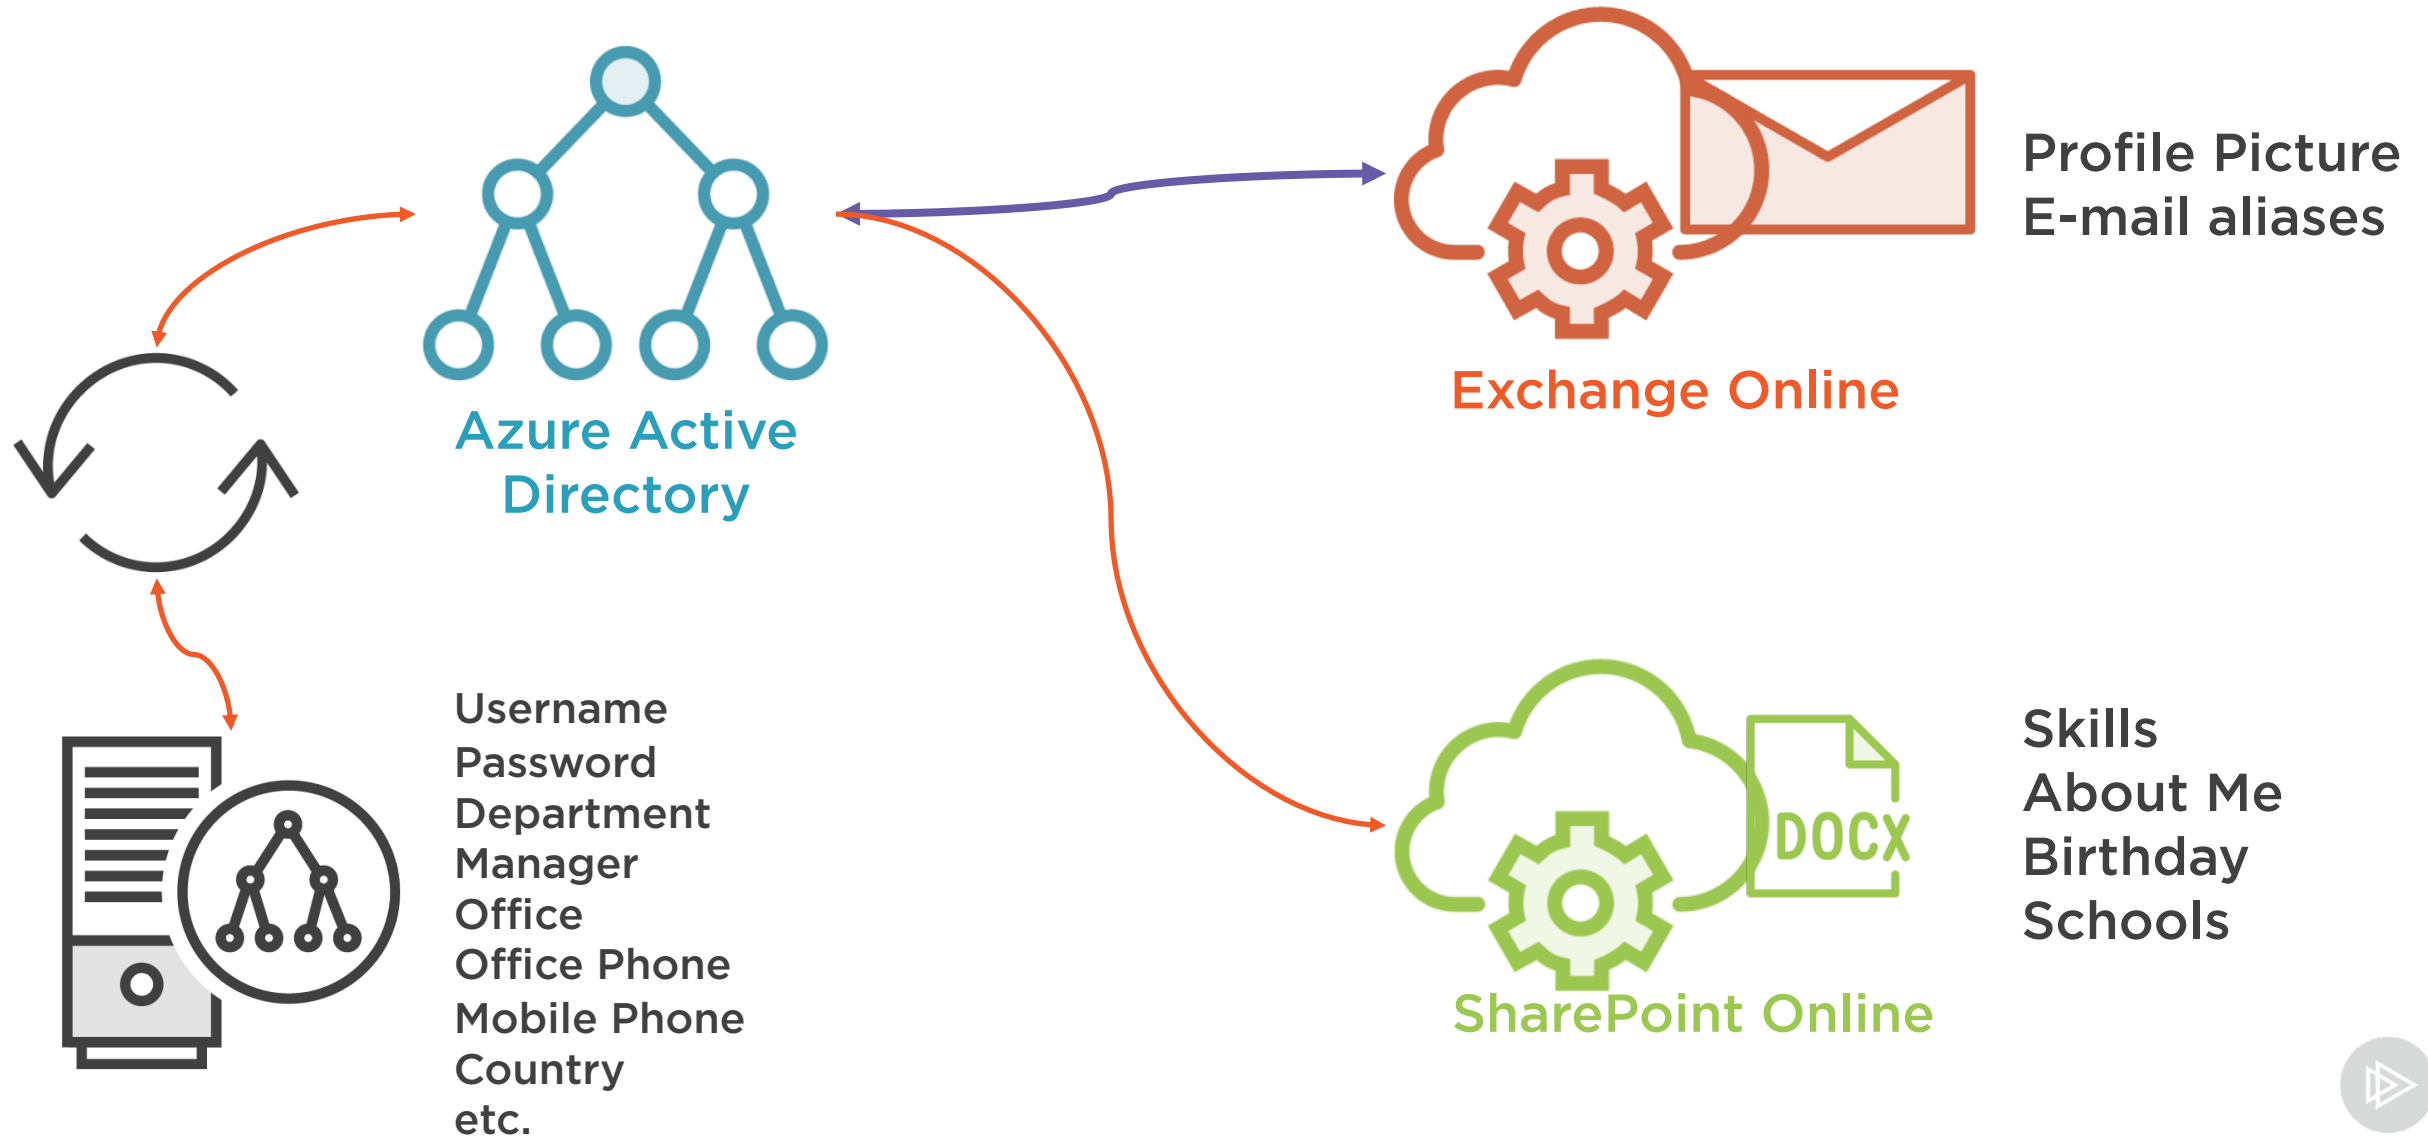 Profile Picture
E-mail aliases
Exchange Online
Azure Active
Directory
Username
Password
Department
Manager
Office
Office Phone
Mobile Phone
Country
etc.
DOCX
SharePoint Online
Skills
About Me
Birthday
Schools